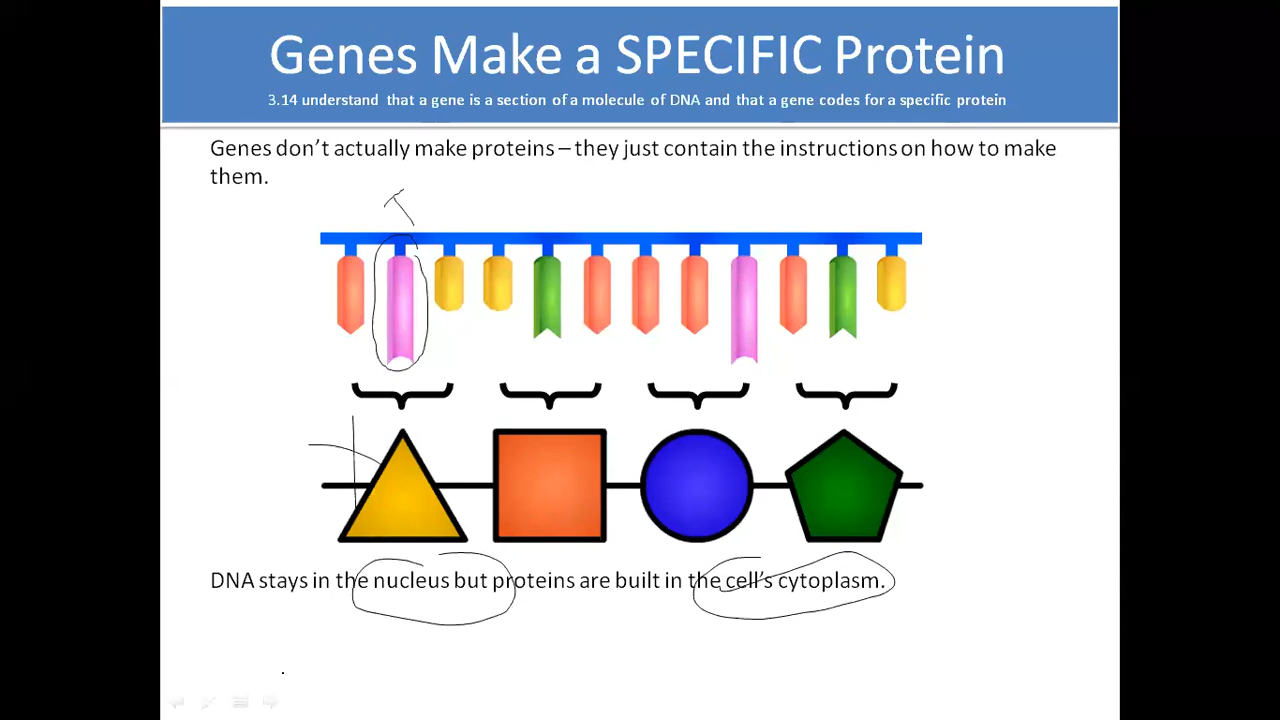 Genes Make a SPECIFIC Protein
3.14 understand that a gene is a section of a molecule of DNA and that a gene codes for a specific protein
Genes don't actually make proteins – they just contain the instructions on how to make
them.
T
DNA stays in the nucleus but proteins are built in the cell's cytoplasm.